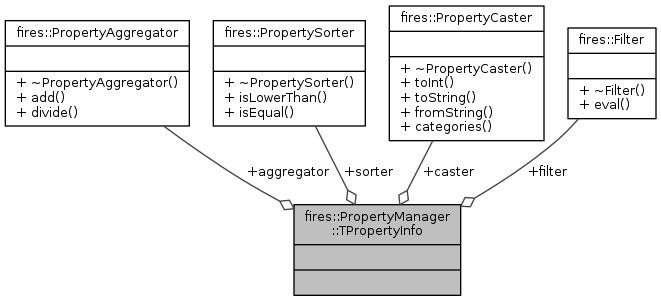 fires::PropertyAggregator
+ ~PropertyAggregator()
+ add()
+ divide()
fires::PropertySorter
+ ~PropertySorter()
+ isLowerThan()
+ isEqual()
fires::PropertyCaster
+ ~PropertyCaster()
+ toInt()
+ toString()
+ fromString()
+ categories()
fires::Filter
+ ~Filter()
+ eval()
+aggregator
+sorter
+caster
+filter
fires::PropertyManager
::TPropertyInfo